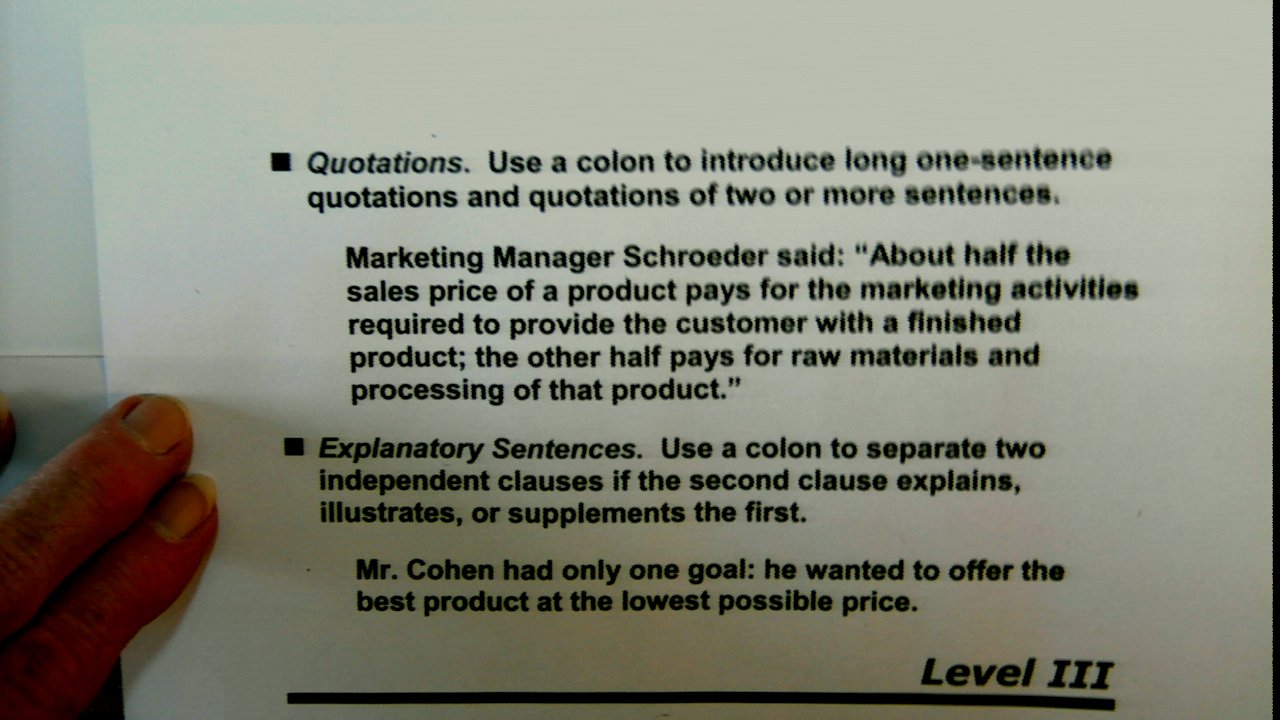 ■ Quotations. Use a colon to introduce long one-sentence
quotations and quotations of two or more sentences.
Marketing Manager Schroeder said: "About half the
sales price of a product pays for the marketing activities
required to provide the customer with a finished
product; the other half pays for raw materials and
processing of that product."
■ Explanatory Sentences. Use a colon to separate two
independent clauses if the second clause explains,
illustrates, or supplements the first.
Mr. Cohen had only one goal: he wanted to offer the
best product at the lowest possible price.
Level III